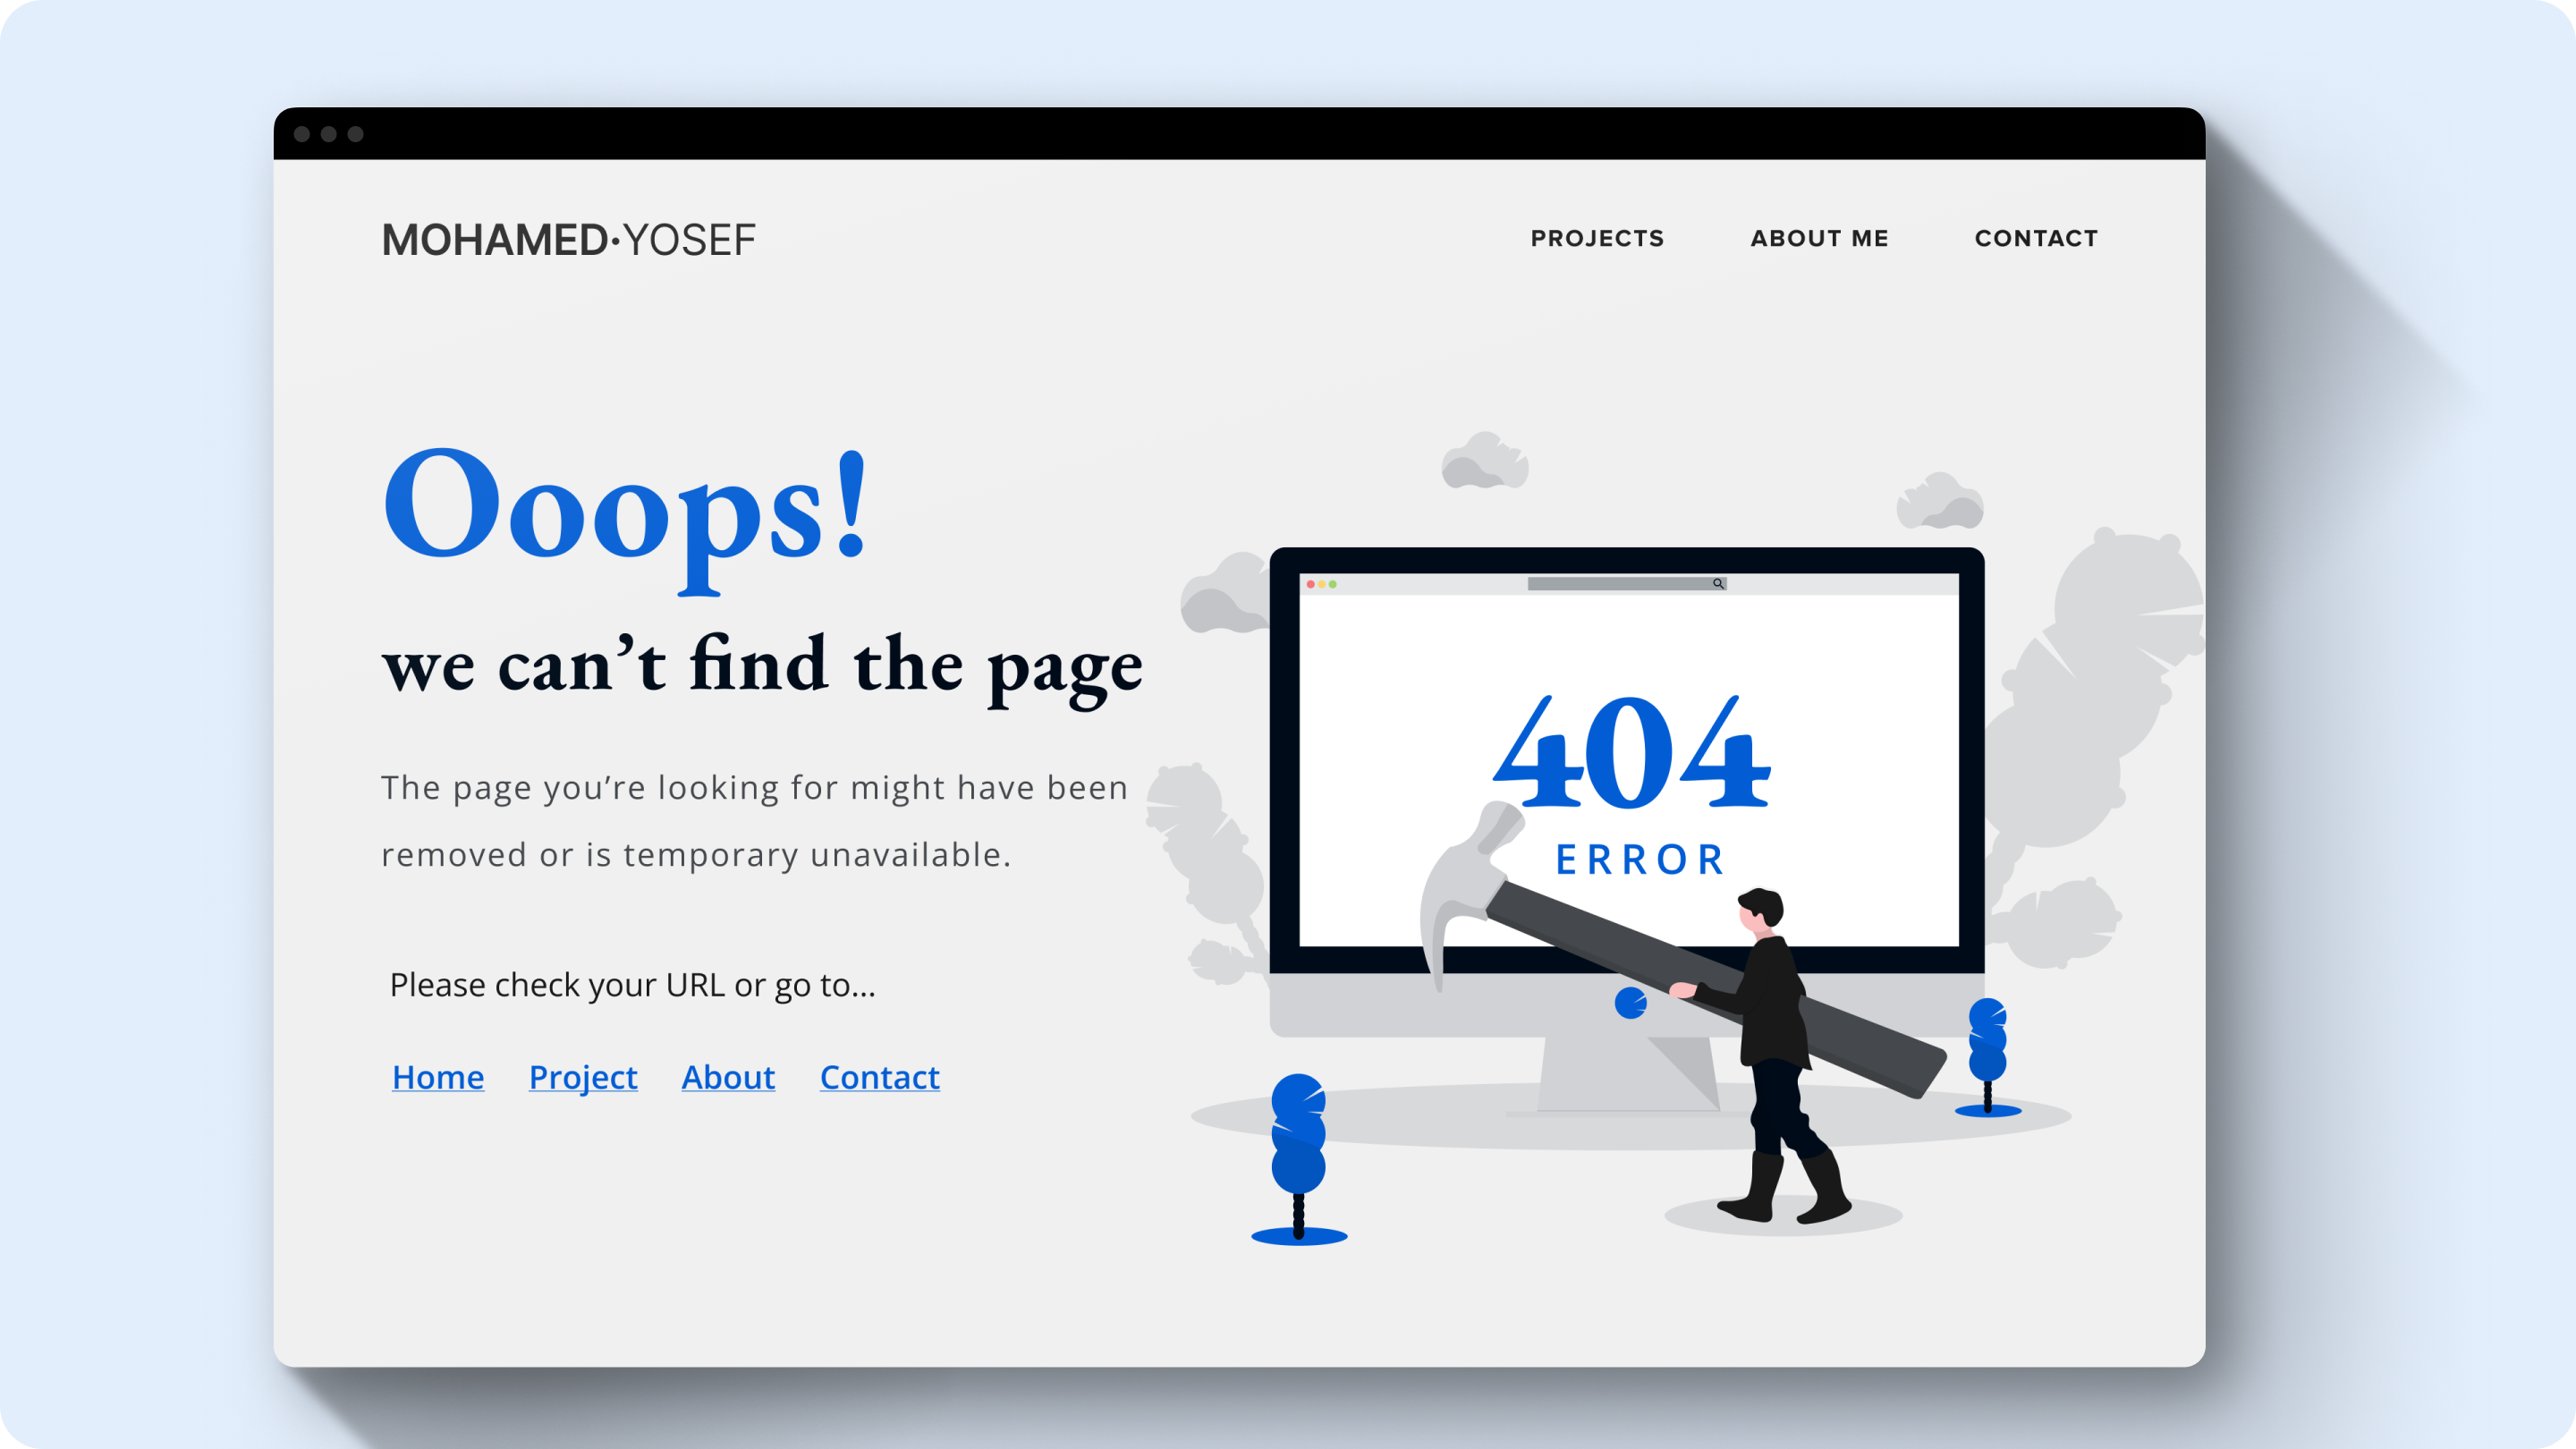 MOHAMED·YOSEF
PROJECTS ABOUT ME CONTACT
Ooops!
we can’t find the page
The page you’re looking for might have been
removed or is temporary unavailable.
Please check your URL or go to...
Home Project About Contact
404
ERROR